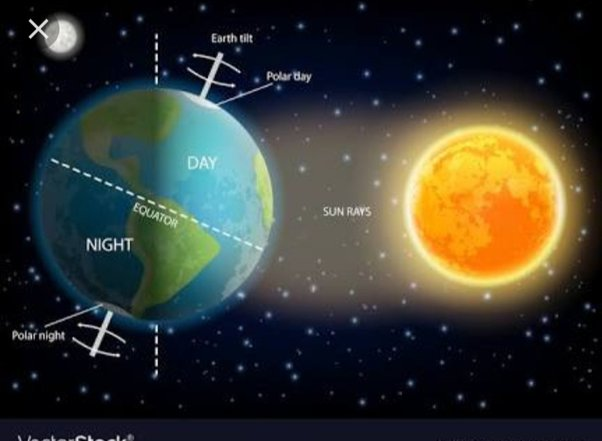 Earth tilt
Polar day
DAY
EQUATOR
SUN RAYS
NIGHT
Polar night
VectorStock®